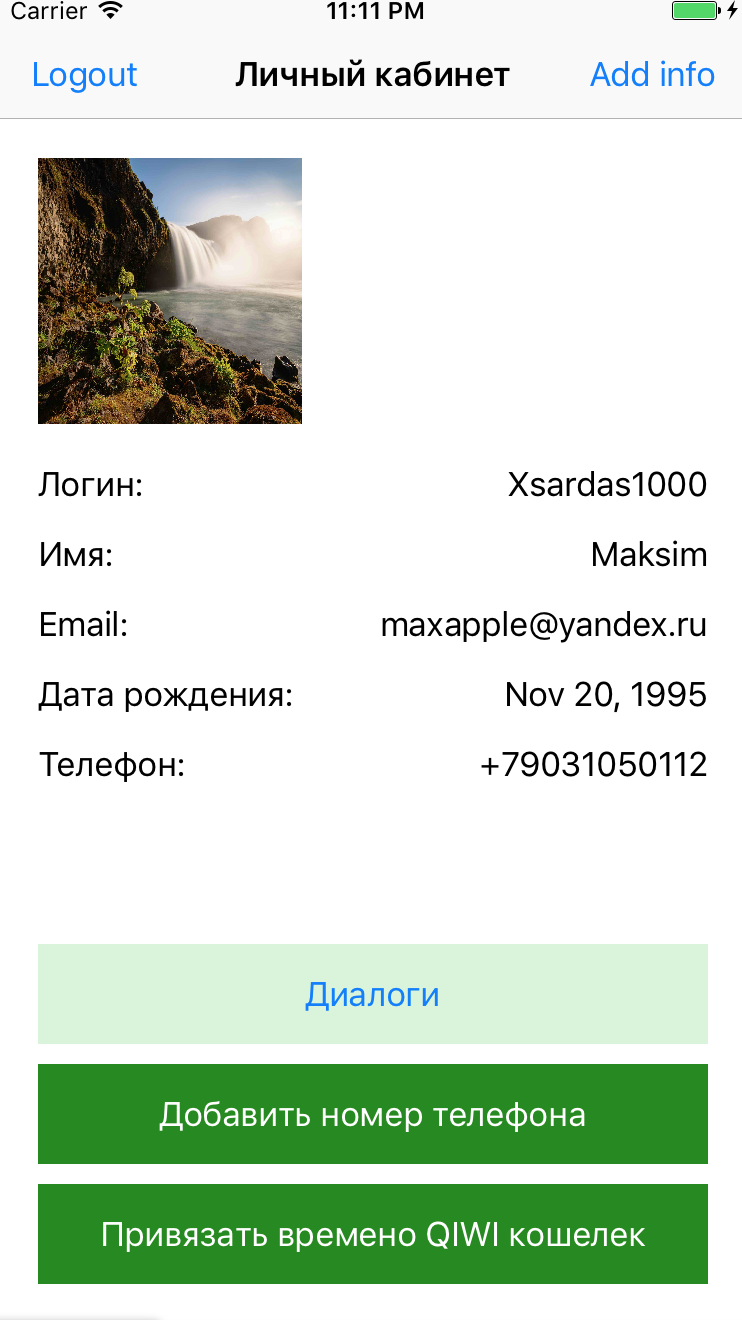 Carrier 11:11 PM
Logout Личный кабинет Add info
Логин: Xsardas1000
Имя: Maksim
Email: maxapple@yandex.ru
Дата рождения: Nov 20, 1995
Телефон: +79031050112
Диалоги
Добавить номер телефона
Привязать времено QIWI кошелек